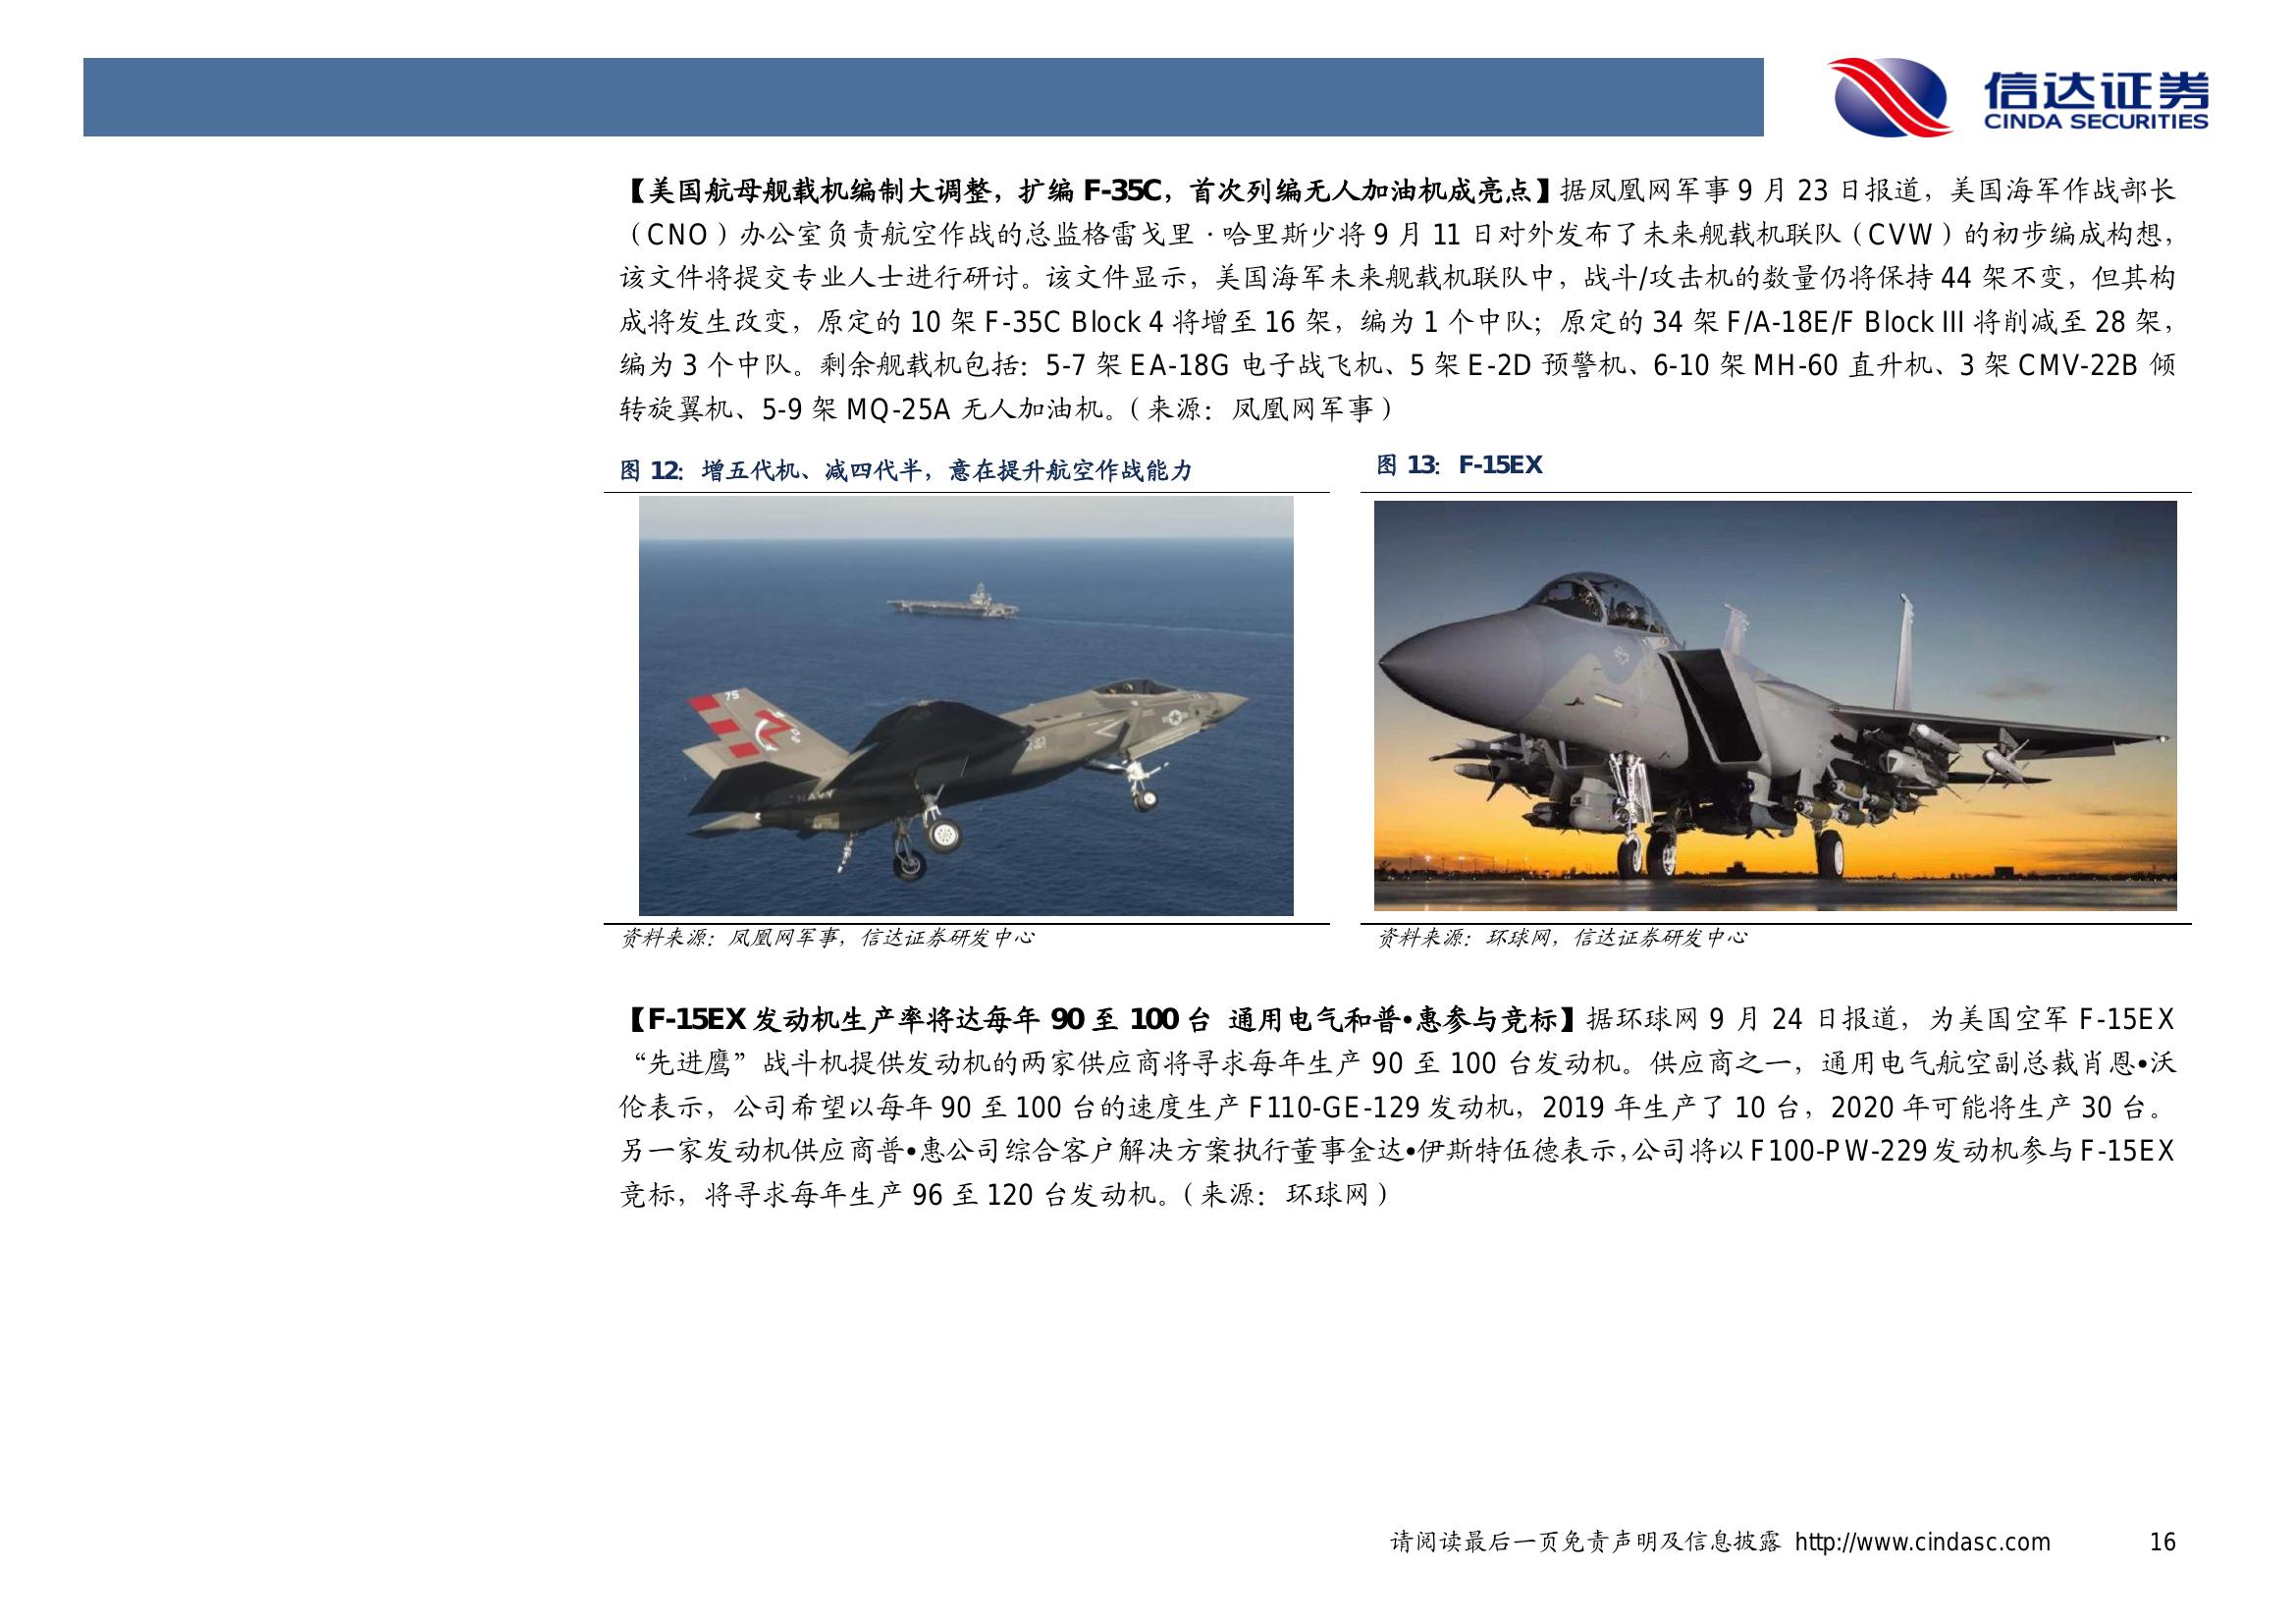 信达证券
CINDA SECURITIES
【美国航母舰载机编制大调整，扩编 F-35C，首次列编无人加油机成亮点】据凤凰网军事 9 月 23 日报道，美国海军作战部长
（CNO）办公室负责航空作战的总监格雷戈里·哈里斯少将 9 月 11 日对外发布了未来舰载机联队（CVW）的初步编成构想，
该文件将提交专业人士进行研讨。该文件显示，美国海军未来舰载机联队中，战斗/攻击机的数量仍将保持 44 架不变，但其构
成将发生改变，原定的 10 架 F-35C Block 4 将增至 16 架，编为 1 个中队；原定的 34 架 F/A-18E/F Block III 将削减至 28 架，
编为 3 个中队。剩余舰载机包括：5-7 架 EA-18G 电子战飞机、5 架 E-2D 预警机、6-10 架 MH-60 直升机、3 架 CMV-22B 倾
转旋翼机、5-9 架 MQ-25A 无人加油机。（来源：凤凰网军事）
图 12：增五代机、减四代半，意在提升航空作战能力
图 13：F-15EX
75
NAVY
资料来源：凤凰网军事，信达证券研发中心
资料来源：环球网，信达证券研发中心
【F-15EX 发动机生产率将达每年 90 至 100 台 通用电气和普•惠参与竞标】据环球网 9 月 24 日报道，为美国空军 F-15EX
“先进鹰”战斗机提供发动机的两家供应商将寻求每年生产 90 至 100 台发动机。供应商之一，通用电气航空副总裁肖恩•沃
伦表示，公司希望以每年 90 至 100 台的速度生产 F110-GE-129 发动机，2019 年生产了 10 台，2020 年可能将生产 30 台。
另一家发动机供应商普•惠公司综合客户解决方案执行董事金达•伊斯特伍德表示，公司将以 F100-PW-229 发动机参与 F-15EX
竞标，将寻求每年生产 96 至 120 台发动机。（来源：环球网）
请阅读最后一页免责声明及信息披露 http://www.cindasc.com 16